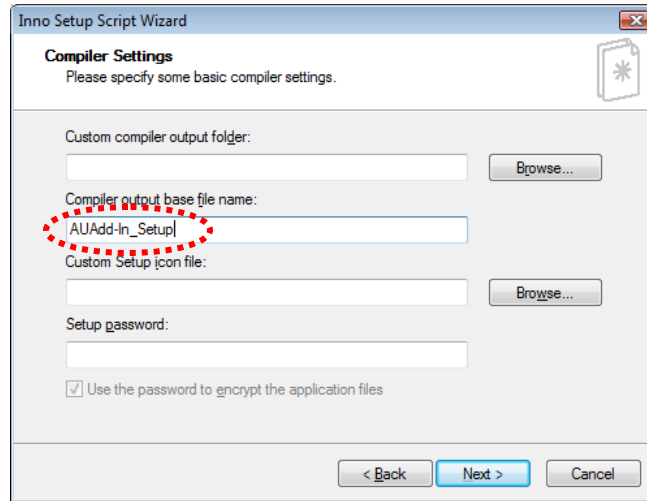 Inno Setup Script Wizard
Compiler Settings
Please specify some basic compiler settings.
Custom compiler output folder:
Browse...
Compiler output base file name:
AUAdd-In_Setup
Custom Setup icon file:
Browse...
Setup password:
Use the password to encrypt the application files
< Back
Next >
Cancel